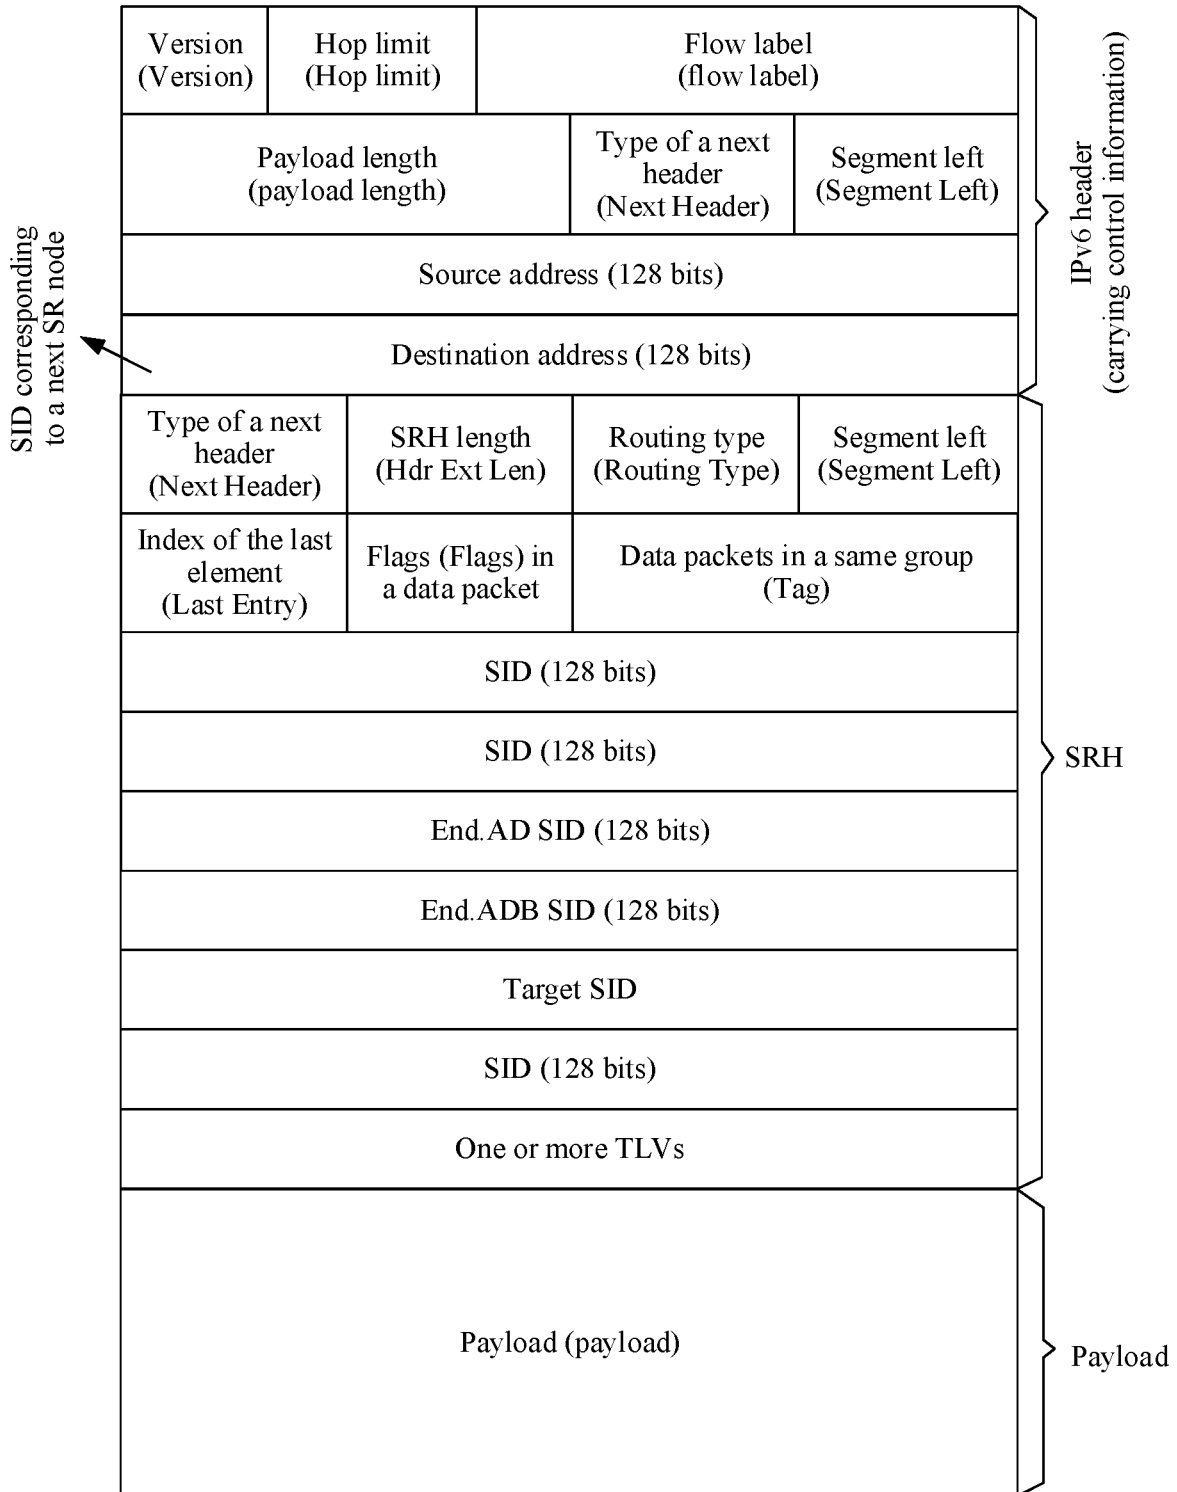 Version
(Version)
Hop limit
(Hop limit)
Flow label
(flow label)
Payload length
(payload length)
Type of a next
header
(Next Header)
Segment left
(Segment Left)
Source address (128 bits)
Destination address (128 bits)
IPv6 header
(carrying control information)
SID corresponding
to a next SR node
Type of a next
header
(Next Header)
SRH length
(Hdr Ext Len)
Routing type
(Routing Type)
Segment left
(Segment Left)
Index of the last
element
(Last Entry)
Flags (Flags) in
a data packet
Data packets in a same group
(Tag)
SID (128 bits)
SID (128 bits)
End.AD SID (128 bits)
End.ADB SID (128 bits)
Target SID
SID (128 bits)
One or more TLVs
SRH
Payload (payload)
Payload